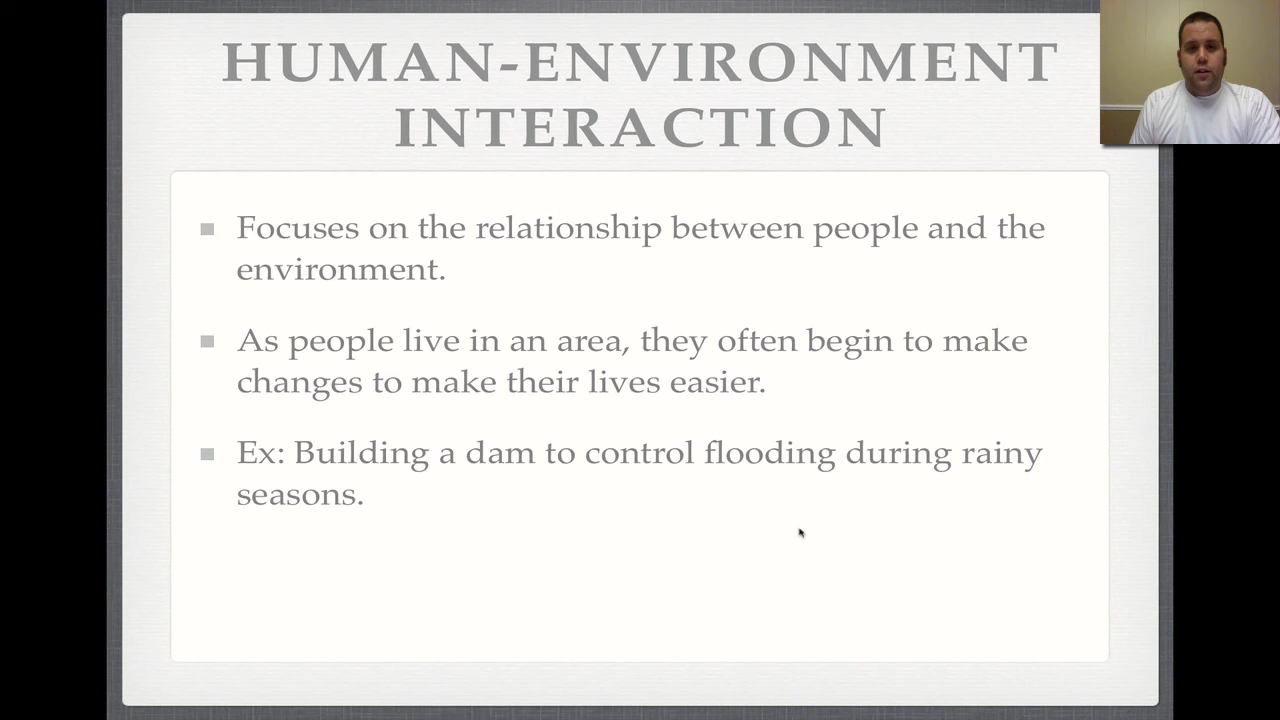 HUMAN-ENVIRONMENT
INTERACTION
Focuses on the relationship between people and the
environment.
As people live in an area, they often begin to make
changes to make their lives easier.
Ex: Building a dam to control flooding during rainy
seasons.